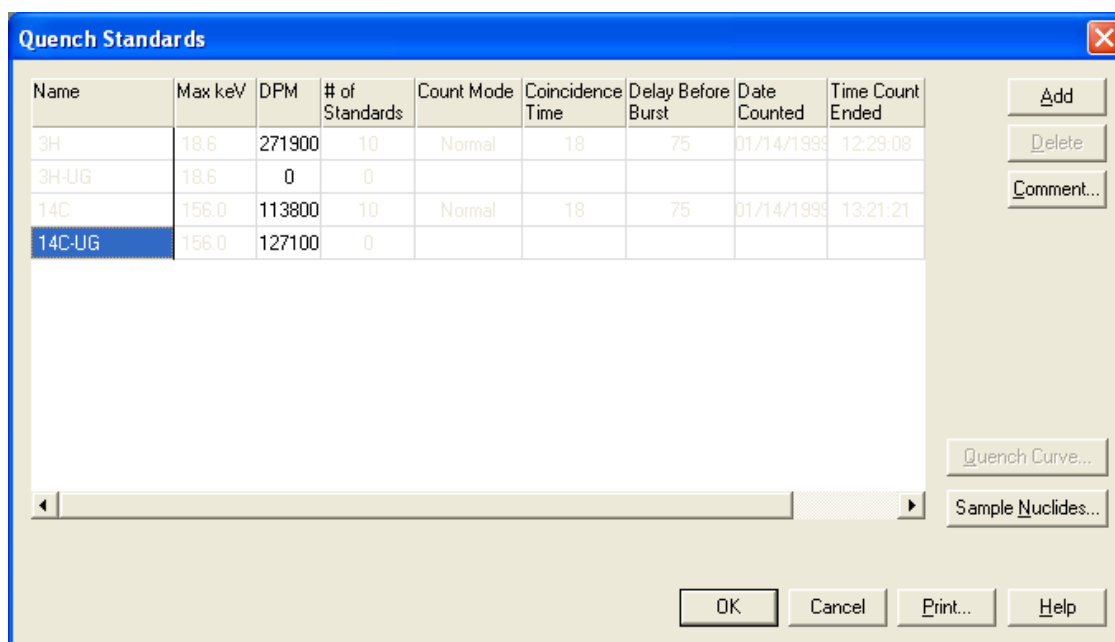 Quench Standards
Name Max keV DPM # of Standards Count Mode Coincidence Time Delay Before Burst Date Counted Time Count Ended
3H 18.6 271900 10 Normal 18 75 01/14/1999 12:29:08
3H-UG 18.6 0 0
14C 156.0 113800 10 Normal 18 75 01/14/1999 13:21:21
14C-UG 156.0 127100 0
Add
Delete
Comment...
Quench Curve...
Sample Nuclides...
OK Cancel Print... Help